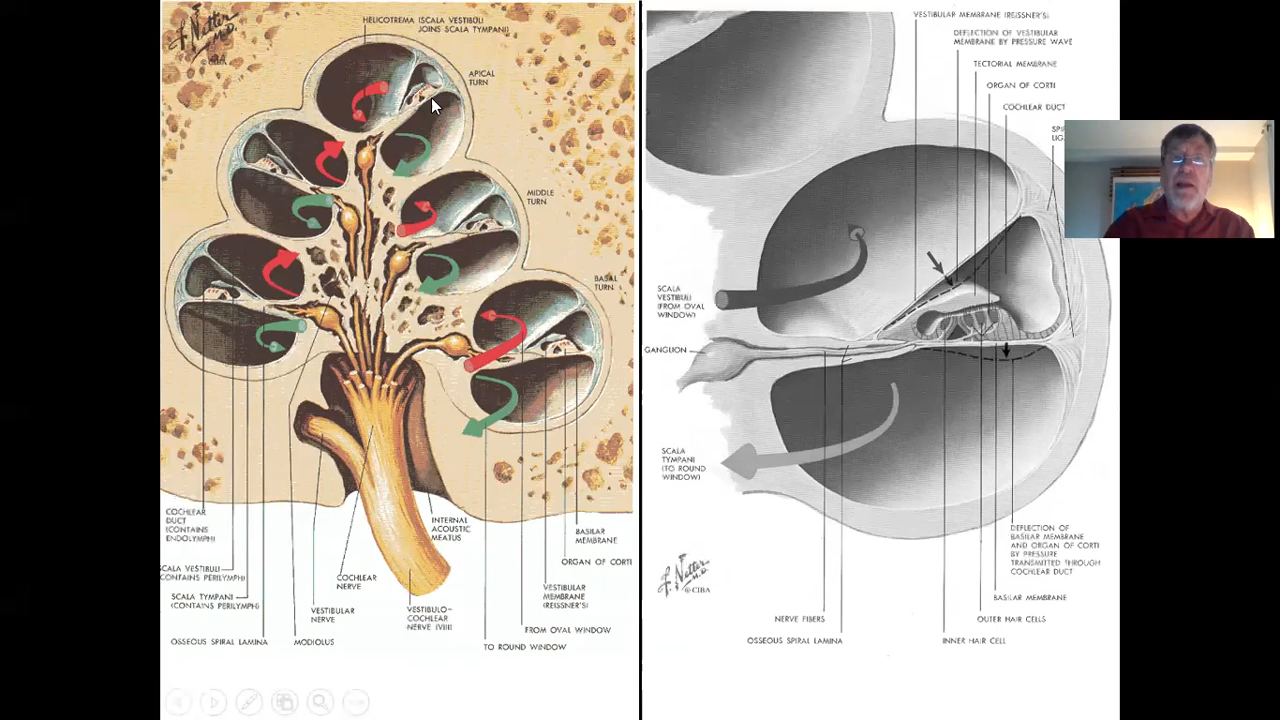 F. Netter
M.D.
© CIBA
HELICOTREMA (SCALA VESTIBULI
JOINS SCALA TYMPANI)
APICAL
TURN
MIDDLE
TURN
BASAL
TURN
COCHLEAR
DUCT
(CONTAINS
ENDOLYMPH)
SCALA VESTIBULI
(CONTAINS PERILYMPH)
SCALA TYMPANI
(CONTAINS PERILYMPH)
OSSEOUS SPIRAL LAMINA
MODIOLUS
VESTIBULAR
NERVE
COCHLEAR
NERVE
VESTIBULO-
COCHLEAR
NERVE (VIII)
INTERNAL
ACOUSTIC
MEATUS
BASILAR
MEMBRANE
ORGAN OF CORTI
VESTIBULAR
MEMBRANE
(REISSNER'S)
FROM OVAL WINDOW
TO ROUND WINDOW
VESTIBULAR MEMBRANE (REISSNER'S)
DEFLECTION OF VESTIBULAR
MEMBRANE BY PRESSURE WAVE
TECTORIAL MEMBRANE
ORGAN OF CORTI
COCHLEAR DUCT
SCALA
VESTIBULI
(FROM OVAL
WINDOW)
GANGLION
SCALA
TYMPANI
(TO ROUND
WINDOW)
F. Netter
M.D.
© CIBA
DEFLECTION OF
BASILAR MEMBRANE
AND ORGAN OF CORTI
BY PRESSURE
TRANSMITTED THROUGH
COCHLEAR DUCT
BASILAR MEMBRANE
NERVE FIBERS
OUTER HAIR CELLS
OSSEOUS SPIRAL LAMINA
INNER HAIR CELL